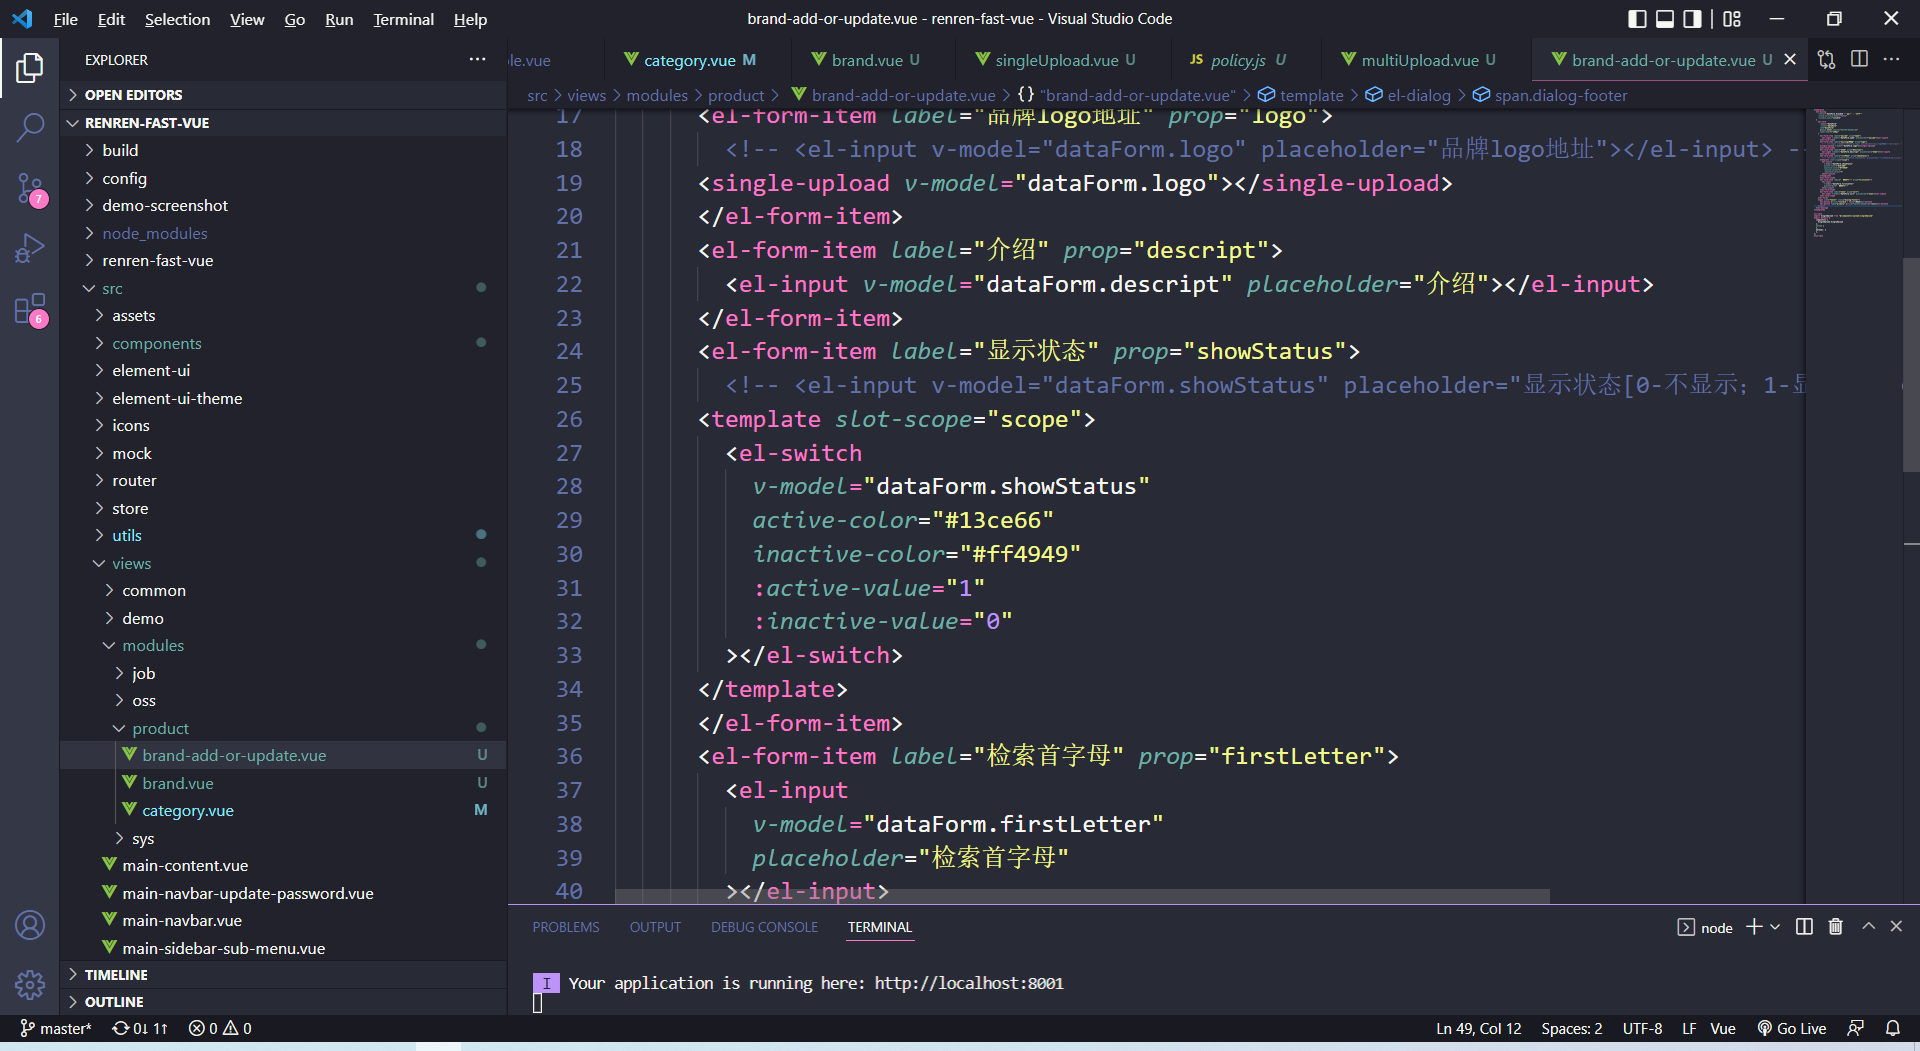 File Edit Selection View Go Run Terminal Help
brand-add-or-update.vue - renren-fast-vue - Visual Studio Code
EXPLORER
le.vue
category.vue M
brand.vue U
singleUpload.vue U
JS policy.js U
multiUpload.vue U
brand-add-or-update.vue U
src > views > modules > product > brand-add-or-update.vue > {} "brand-add-or-update.vue" > template > el-dialog > span.dialog-footer
OPEN EDITORS
RENREN-FAST-VUE
build
config
demo-screenshot
node_modules
renren-fast-vue
src
assets
components
element-ui
element-ui-theme
icons
mock
router
store
utils
views
common
demo
modules
job
oss
product
brand-add-or-update.vue U
brand.vue U
category.vue M
sys
main-content.vue
main-navbar-update-password.vue
main-navbar.vue
main-sidebar-sub-menu.vue
TIMELINE
OUTLINE
7
6
17 <el-form-item label="品牌logo地址" prop="logo">
18 <!-- <el-input v-model="dataForm.logo" placeholder="品牌logo地址"></el-input> --
19 <single-upload v-model="dataForm.logo"></single-upload>
20 </el-form-item>
21 <el-form-item label="介绍" prop="descript">
22 <el-input v-model="dataForm.descript" placeholder="介绍"></el-input>
23 </el-form-item>
24 <el-form-item label="显示状态" prop="showStatus">
25 <!-- <el-input v-model="dataForm.showStatus" placeholder="显示状态[0-不显示; 1-显
26 <template slot-scope="scope">
27 <el-switch
28 v-model="dataForm.showStatus"
29 active-color="#13ce66"
30 inactive-color="#ff4949"
31 :active-value="1"
32 :inactive-value="0"
33 ></el-switch>
34 </template>
35 </el-form-item>
36 <el-form-item label="检索首字母" prop="firstLetter">
37 <el-input
38 v-model="dataForm.firstLetter"
39 placeholder="检索首字母"
40 ></el-input>
PROBLEMS OUTPUT DEBUG CONSOLE TERMINAL
node
I Your application is running here: http://localhost:8001
master* 0↓ 1↑ 0 0
Ln 49, Col 12 Spaces: 2 UTF-8 LF Vue Go Live